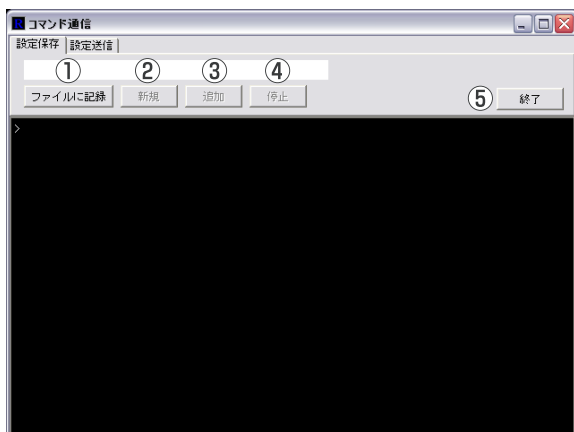 コマンド通信
設定保存 設定送信
① ② ③ ④
ファイルに記録 新規 追加 停止 ⑤ 終了
>